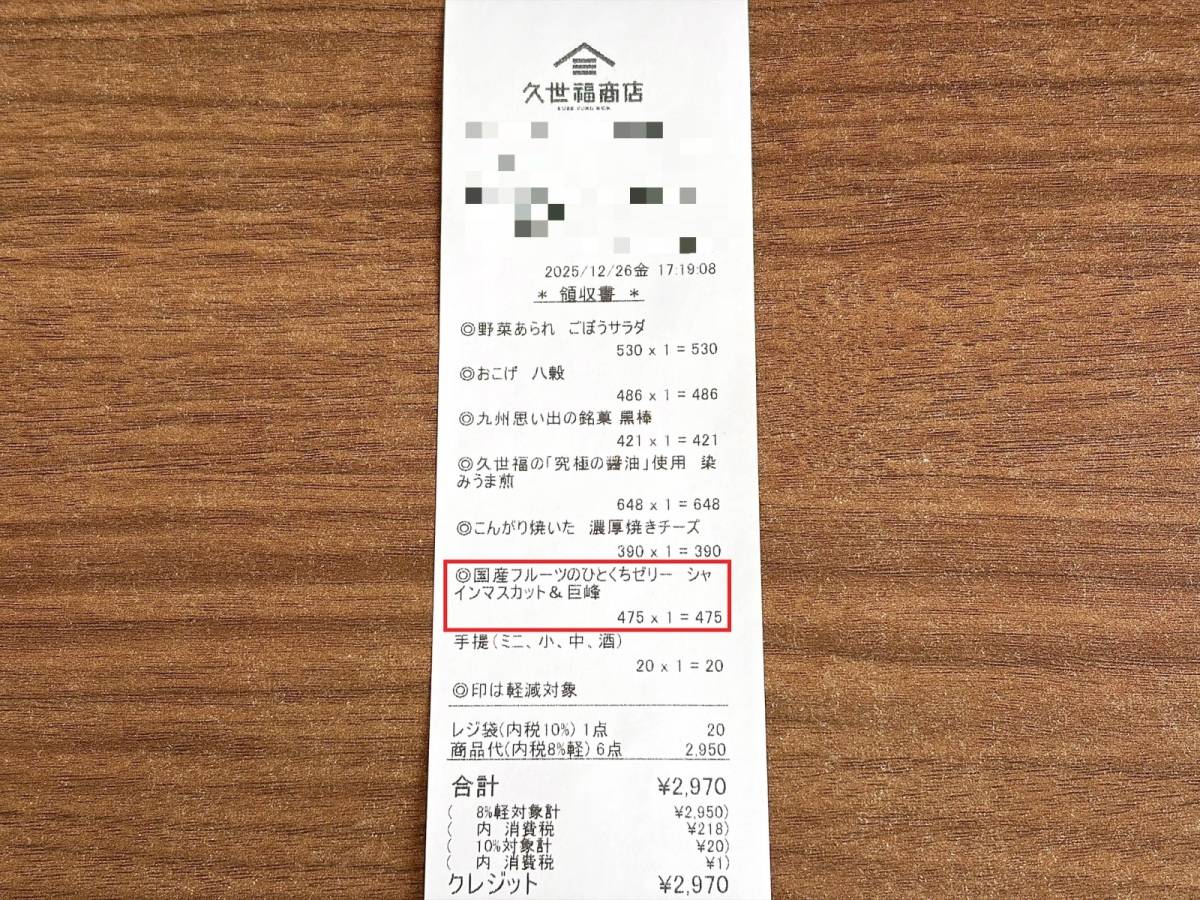 久世福商店
KUZE FUKU & CO.
2025/12/26金 17:19:08
* 領収書 *
◎野菜あられ ごぼうサラダ
530 x 1 = 530
◎おこげ 八穀
486 x 1 = 486
◎九州思い出の銘菓 黒棒
421 x 1 = 421
◎久世福の「究極の醤油」使用 染
みうま煎
648 x 1 = 648
◎こんがり焼いた 濃厚焼きチーズ
390 x 1 = 390
◎国産フルーツのひとくちゼリー シャ
インマスカット&巨峰
475 x 1 = 475
手提(ミニ、小、中、酒)
20 x 1 = 20
◎印は軽減対象
レジ袋(内税10%) 1点 20
商品代(内税8%軽) 6点 2,950
合計 ¥2,970
( 8%軽対象計 ¥2,950)
( 内 消費税 ¥218)
( 10%対象計 ¥20)
( 内 消費税 ¥1)
クレジット ¥2,970